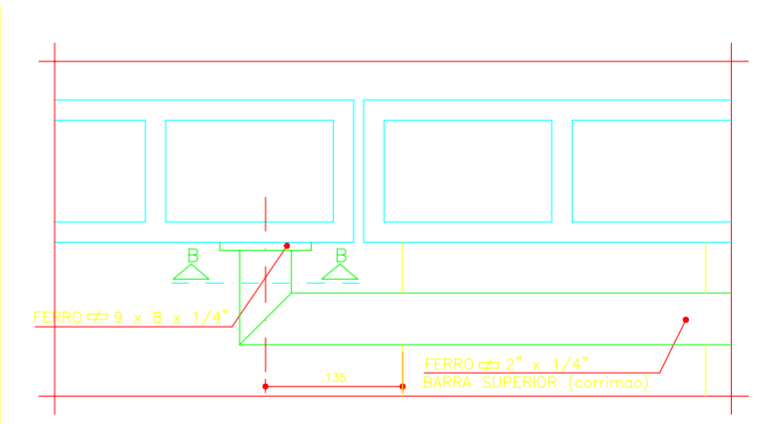 B B
FERRO 9 x 8 x 1/4"
FERRO 2" x 1/4"
.135
BARRA SUPERIOR (corrimao)